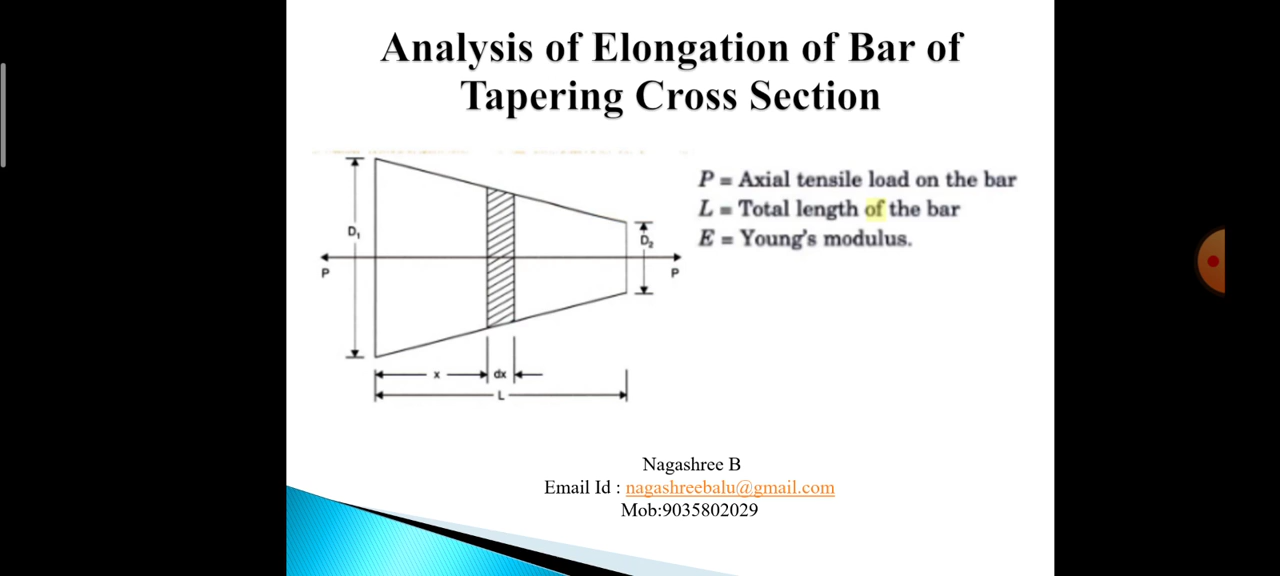 Analysis of Elongation of Bar of
Tapering Cross Section
P = Axial tensile load on the bar
L = Total length of the bar
E = Young's modulus.
D₁
D₂
P
P
x
dx
L
Nagashree B
Email Id : nagashreebalu@gmail.com
Mob:9035802029